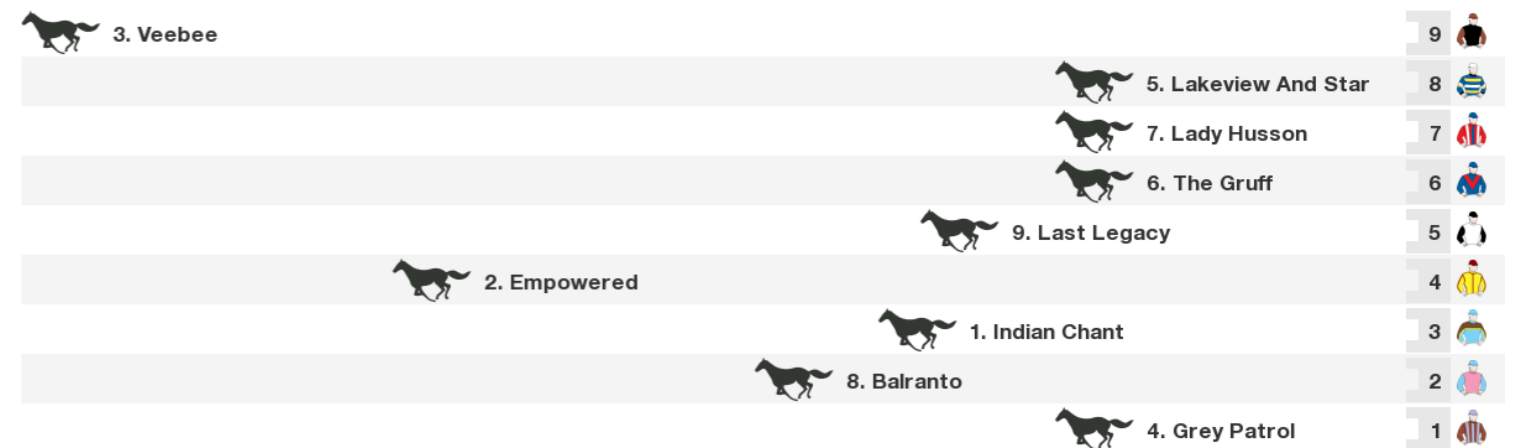 3. Veebee 9
5. Lakeview And Star 8
7. Lady Husson 7
6. The Gruff 6
9. Last Legacy 5
2. Empowered 4
1. Indian Chant 3
8. Balranto 2
4. Grey Patrol 1